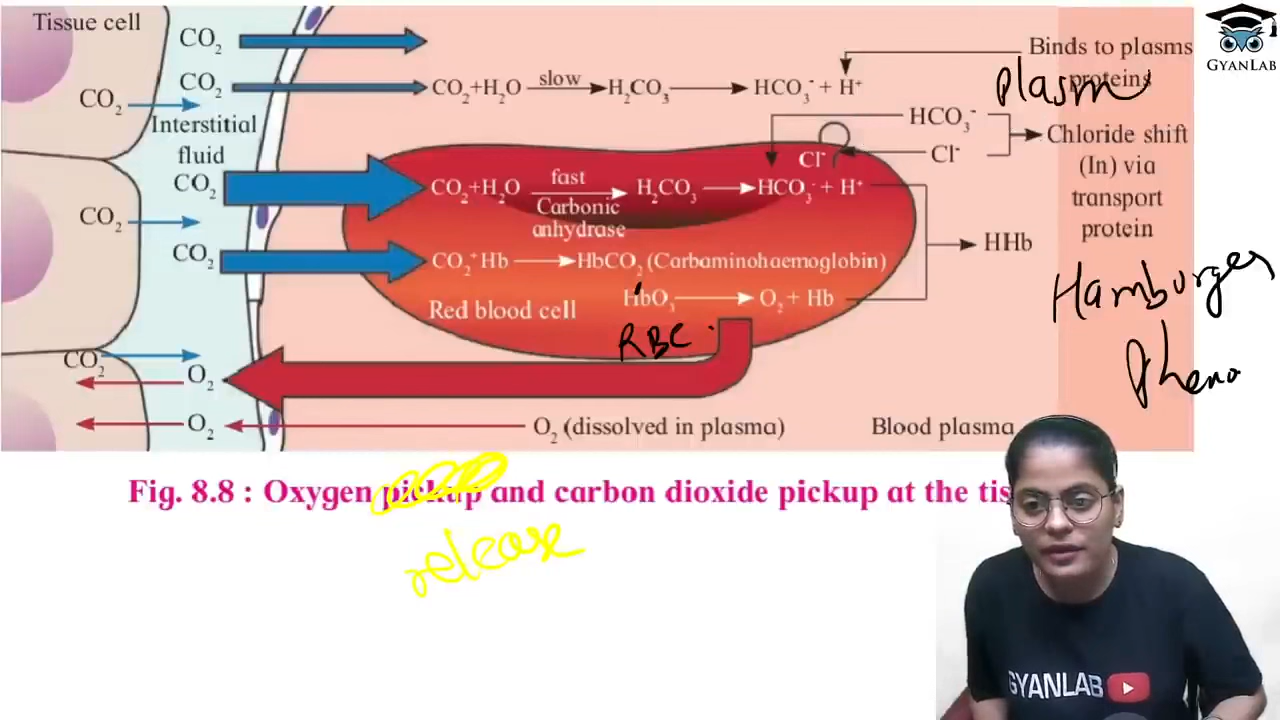 Tissue cell
CO₂
GYANLAB
Binds to plasms
proteins
Plasm
CO₂
CO₂+H₂O slow H₂CO₃ HCO₃⁻ + H⁺
CO₂
HCO₃⁻
Interstitial
fluid
Cl⁻
Cl⁻
Chloride shift
(In) via
transport
protein
CO₂
CO₂+H₂O fast H₂CO₃ HCO₃⁻ + H⁺
Carbonic
anhydrase
CO₂
HHb
CO₂
CO₂⁺Hb HbCO₂ (Carbaminohaemoglobin)
Hamburger
Red blood cell
HbO₃ O₂ + Hb
RBC
Pheno
CO₂
O₂
O₂
O₂ (dissolved in plasma)
Blood plasma
Fig. 8.8 : Oxygen pickup and carbon dioxide pickup at the tis
release
GYANLAB